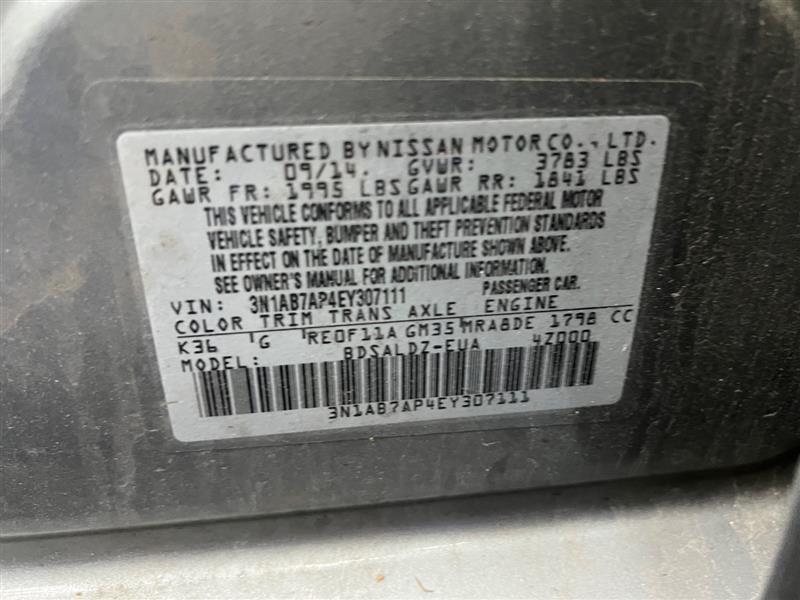 MANUFACTURED BY NISSAN MOTOR CO., LTD.
DATE: 09/14. GVWR: 3783 LBS
GAWR FR: 1995 LBS GAWR RR: 1841 LBS
THIS VEHICLE CONFORMS TO ALL APPLICABLE FEDERAL MOTOR
VEHICLE SAFETY, BUMPER AND THEFT PREVENTION STANDARDS
IN EFFECT ON THE DATE OF MANUFACTURE SHOWN ABOVE.
SEE OWNER'S MANUAL FOR ADDITIONAL INFORMATION.
VIN: 3N1AB7AP4EY307111 PASSENGER CAR.
COLOR TRIM TRANS AXLE ENGINE
K36 G RE0F11A GM35 MRA8DE 1798 CC
MODEL: BDSALDZ-EUA 4Z000
3N1AB7AP4EY307111